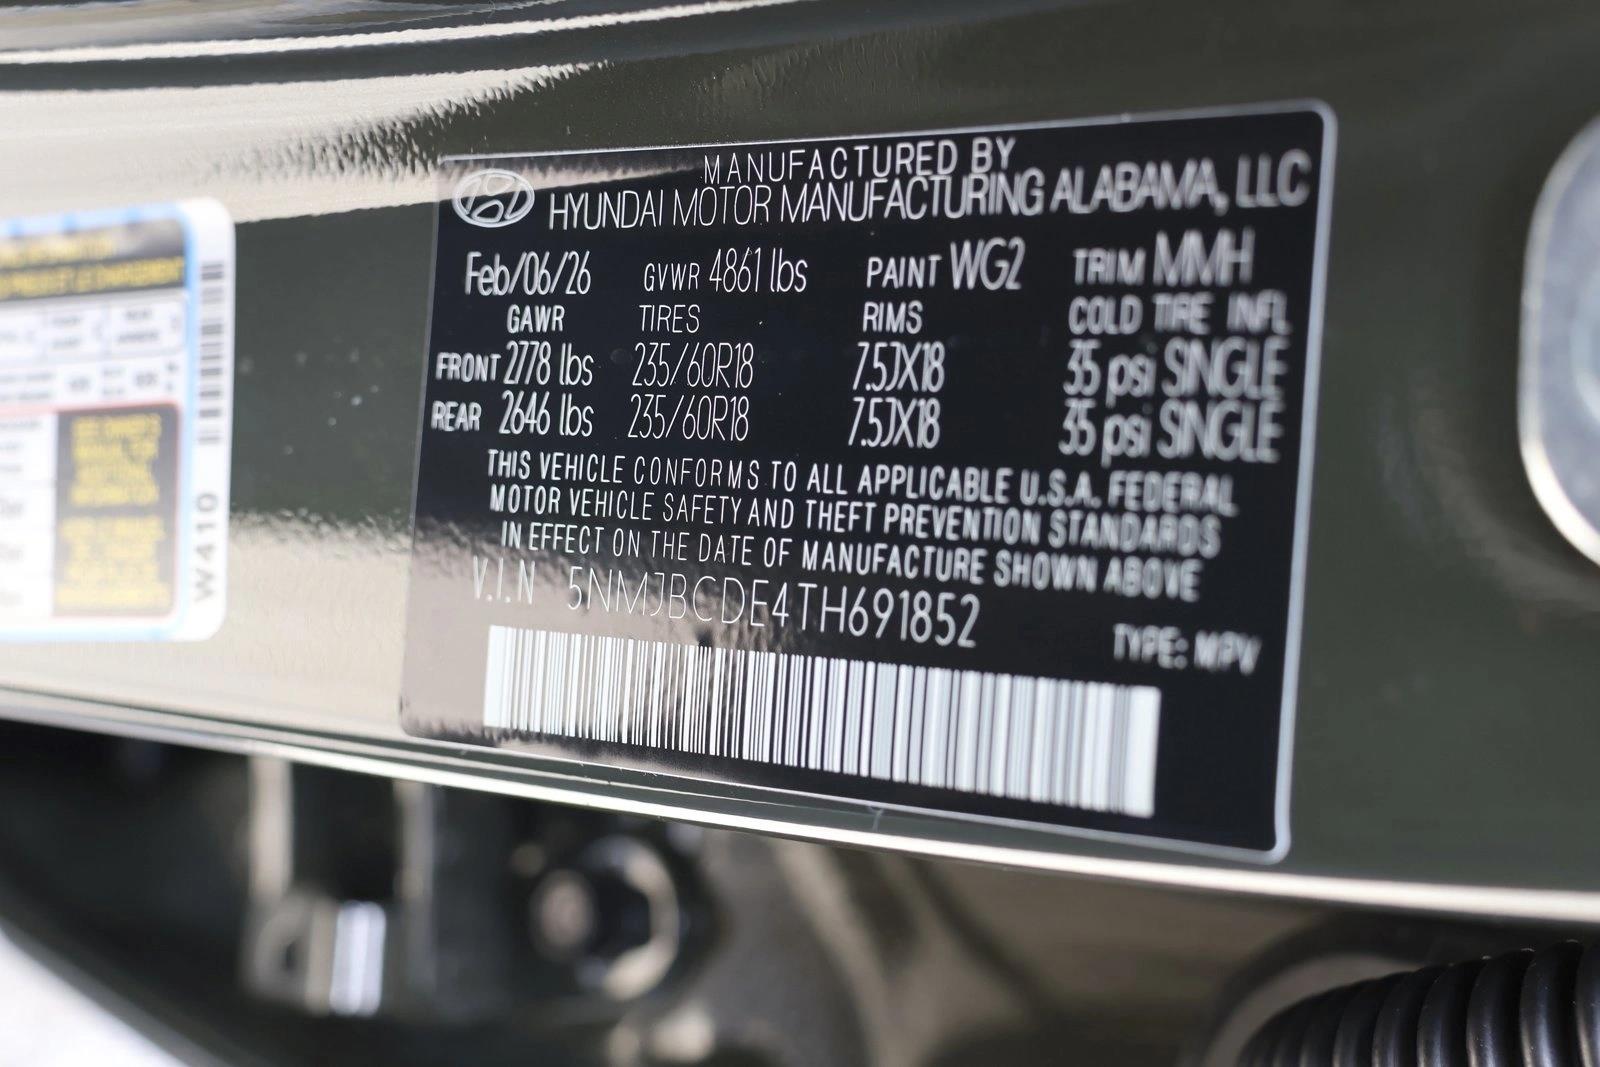 MANUFACTURED BY
HYUNDAI MOTOR MANUFACTURING ALABAMA, LLC
Feb/06/26 GVWR 4861 lbs PAINT WG2 TRIM MMH
GAWR TIRES RIMS COLD TIRE INFL
FRONT 2778 lbs 235/60R18 7.5JX18 35 psi SINGLE
REAR 2646 lbs 235/60R18 7.5JX18 35 psi SINGLE
THIS VEHICLE CONFORMS TO ALL APPLICABLE U.S.A. FEDERAL
MOTOR VEHICLE SAFETY AND THEFT PREVENTION STANDARDS
IN EFFECT ON THE DATE OF MANUFACTURE SHOWN ABOVE
V.I.N 5NMJBCDE4TH691852
TYPE: MPV
W410